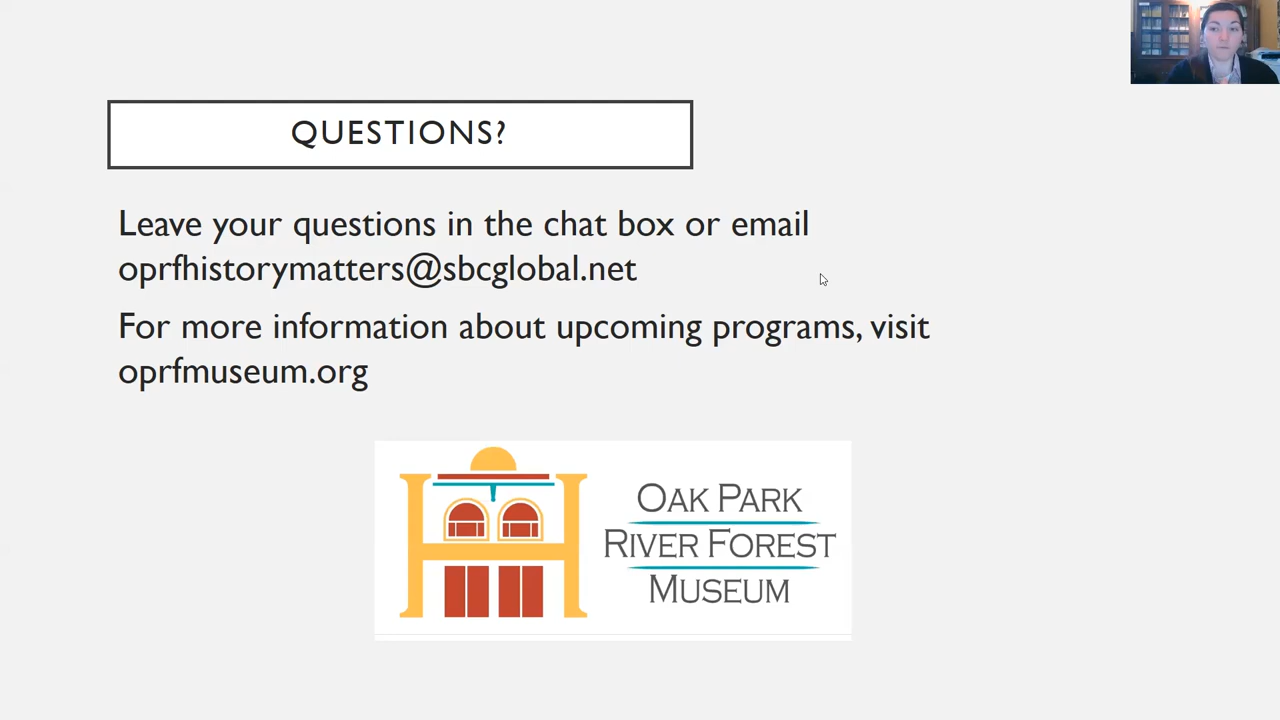 QUESTIONS?
Leave your questions in the chat box or email
oprfhistorymatters@sbcglobal.net
For more information about upcoming programs, visit
oprfmuseum.org
OAK PARK
RIVER FOREST
MUSEUM